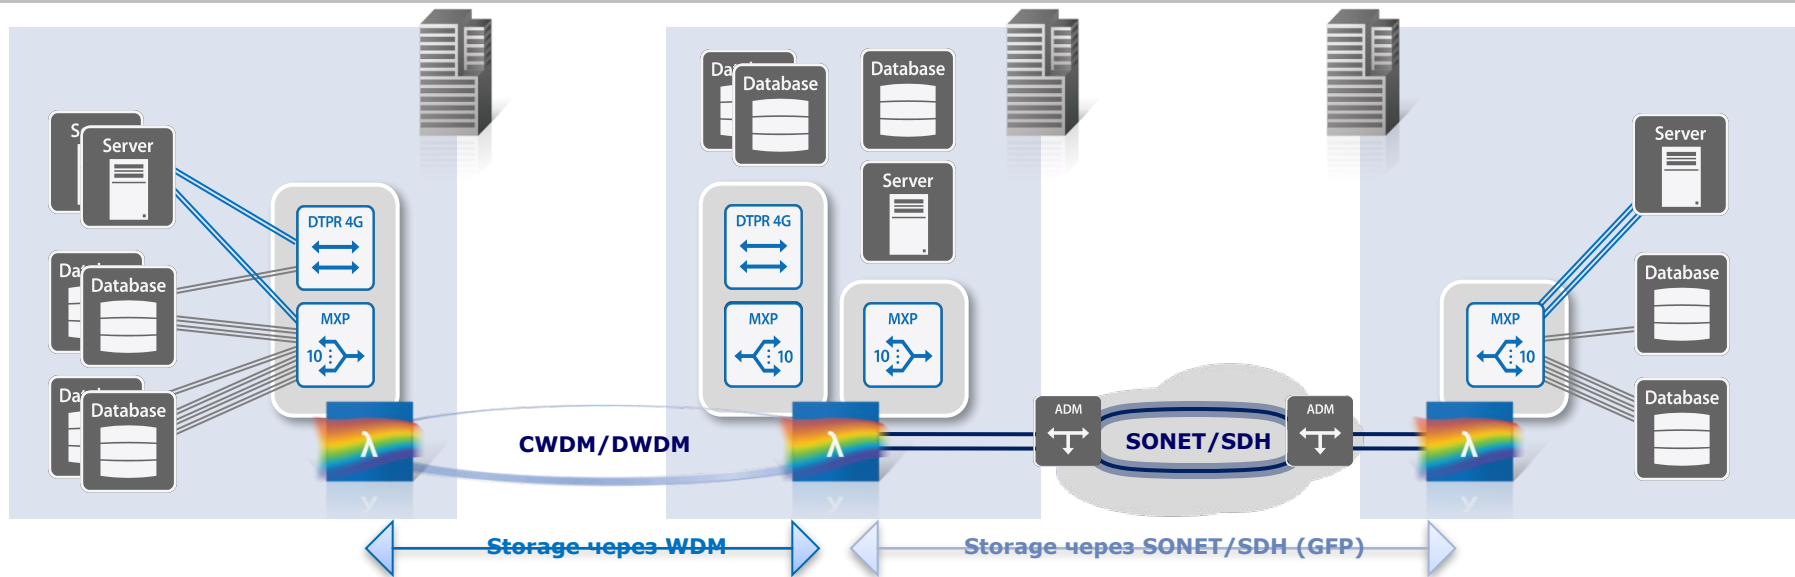 Server
DTPR 4G
Database
MXP
10
Database
λ
CWDM/DWDM
Database
Database
Server
DTPR 4G
MXP
10
MXP
10
λ
ADM
SONET/SDH
ADM
Server
MXP
10
Database
Database
λ
Storage через WDM
Storage через SONET/SDH (GFP)